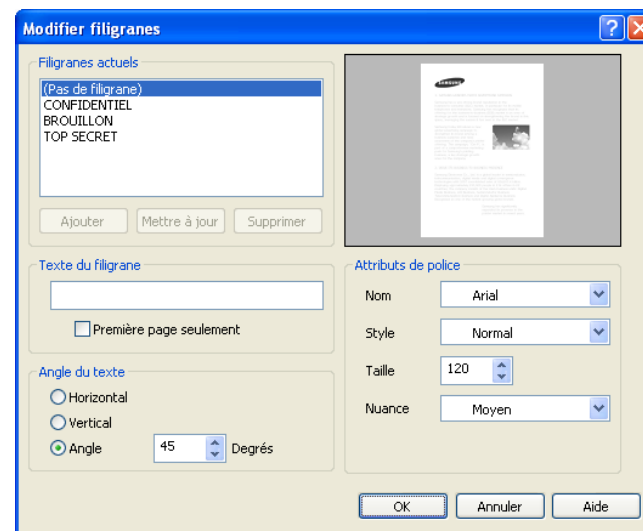 Modifier filigranes
Filigranes actuels
(Pas de filigrane)
CONFIDENTIEL
BROUILLON
TOP SECRET
Ajouter Mettre à jour Supprimer
SAMSUNG
Texte du filigrane
Première page seulement
Angle du texte
Horizontal
Vertical
Angle 45 Degrés
Attributs de police
Nom Arial
Style Normal
Taille 120
Nuance Moyen
OK Annuler Aide